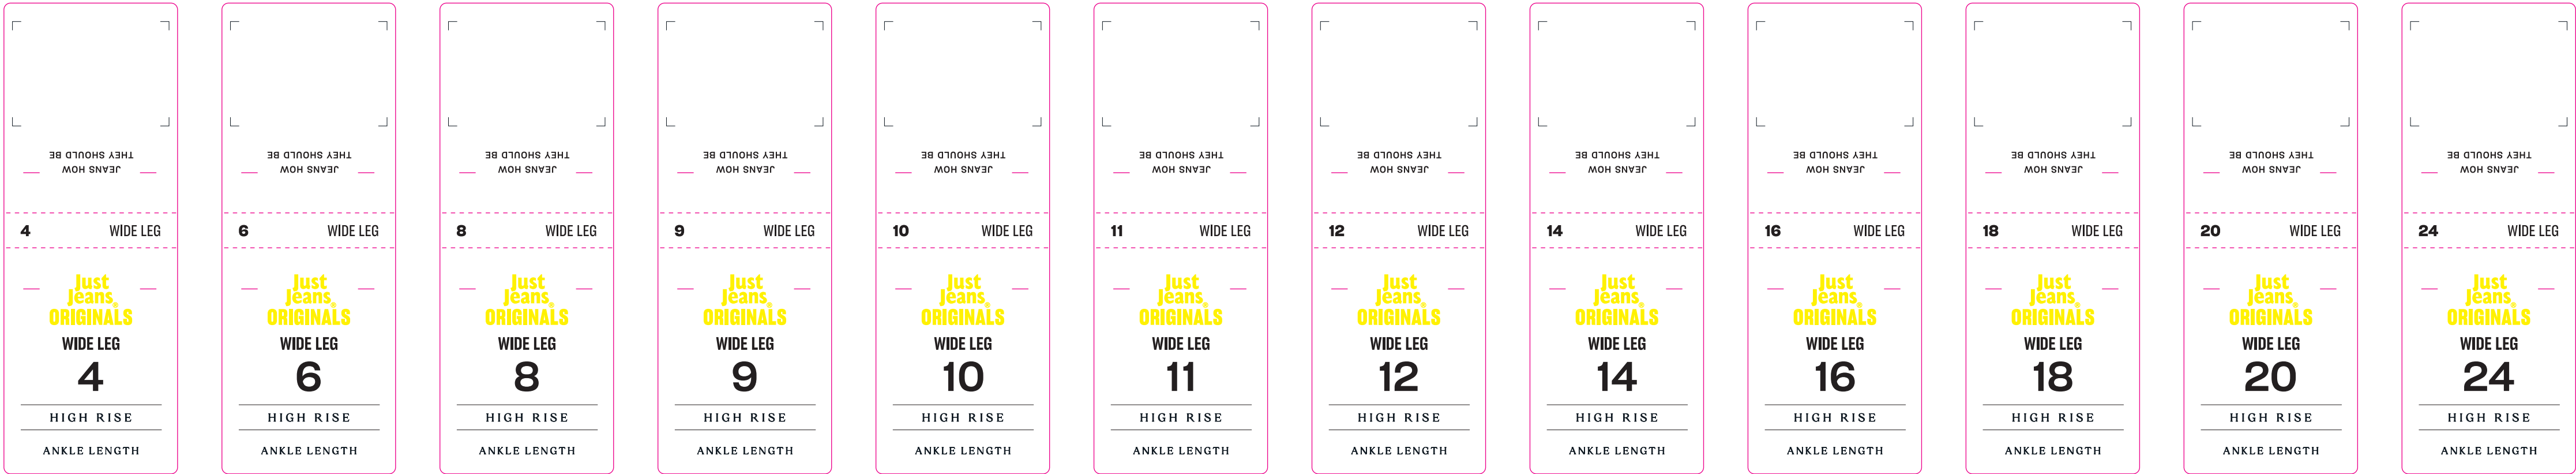 JEANS HOW
THEY SHOULD BE
4 WIDE LEG
Just
Jeans®
ORIGINALS
WIDE LEG
4
HIGH RISE
ANKLE LENGTH
JEANS HOW
THEY SHOULD BE
6 WIDE LEG
Just
Jeans®
ORIGINALS
WIDE LEG
6
HIGH RISE
ANKLE LENGTH
JEANS HOW
THEY SHOULD BE
8 WIDE LEG
Just
Jeans®
ORIGINALS
WIDE LEG
8
HIGH RISE
ANKLE LENGTH
JEANS HOW
THEY SHOULD BE
9 WIDE LEG
Just
Jeans®
ORIGINALS
WIDE LEG
9
HIGH RISE
ANKLE LENGTH
JEANS HOW
THEY SHOULD BE
10 WIDE LEG
Just
Jeans®
ORIGINALS
WIDE LEG
10
HIGH RISE
ANKLE LENGTH
JEANS HOW
THEY SHOULD BE
11 WIDE LEG
Just
Jeans®
ORIGINALS
WIDE LEG
11
HIGH RISE
ANKLE LENGTH
JEANS HOW
THEY SHOULD BE
12 WIDE LEG
Just
Jeans®
ORIGINALS
WIDE LEG
12
HIGH RISE
ANKLE LENGTH
JEANS HOW
THEY SHOULD BE
14 WIDE LEG
Just
Jeans®
ORIGINALS
WIDE LEG
14
HIGH RISE
ANKLE LENGTH
JEANS HOW
THEY SHOULD BE
16 WIDE LEG
Just
Jeans®
ORIGINALS
WIDE LEG
16
HIGH RISE
ANKLE LENGTH
JEANS HOW
THEY SHOULD BE
18 WIDE LEG
Just
Jeans®
ORIGINALS
WIDE LEG
18
HIGH RISE
ANKLE LENGTH
JEANS HOW
THEY SHOULD BE
20 WIDE LEG
Just
Jeans®
ORIGINALS
WIDE LEG
20
HIGH RISE
ANKLE LENGTH
JEANS HOW
THEY SHOULD BE
24 WIDE LEG
Just
Jeans®
ORIGINALS
WIDE LEG
24
HIGH RISE
ANKLE LENGTH